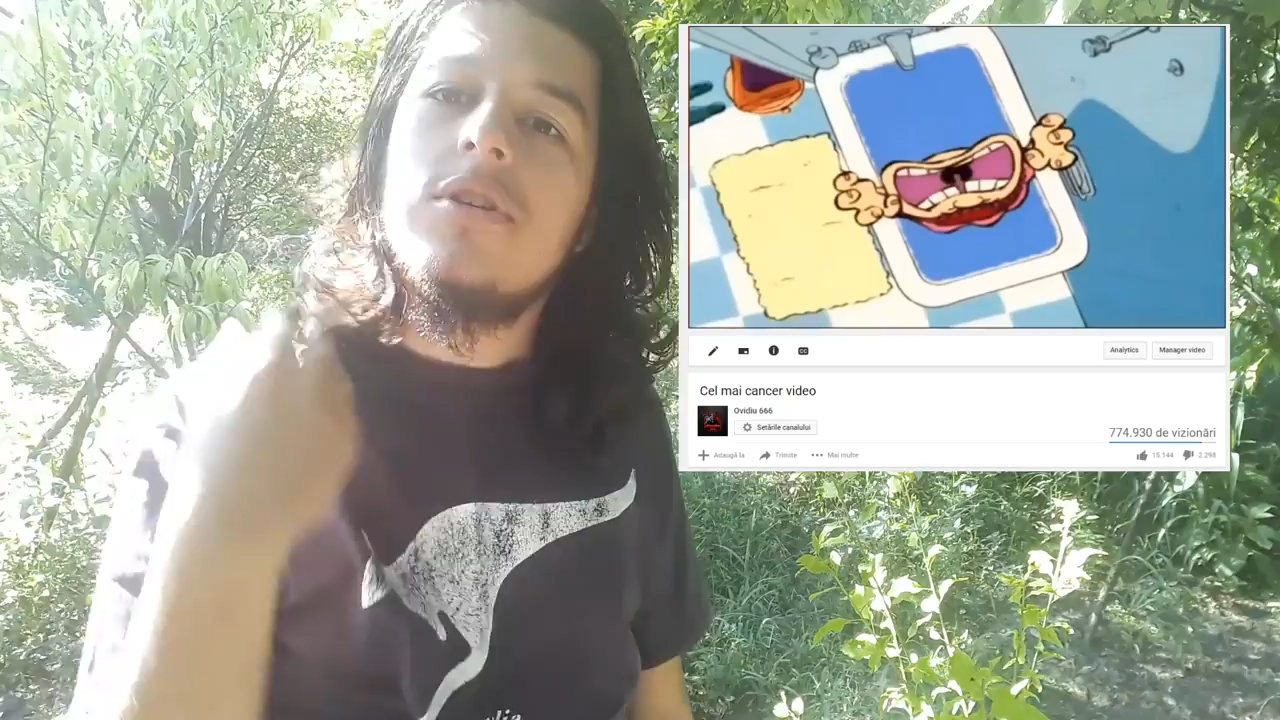 Analytics
Manager video
Cel mai cancer video
Ovidiu 666
Setările canalului
774.930 de vizionări
Adaugă la
Trimite
Mai multe
15.144
2.298